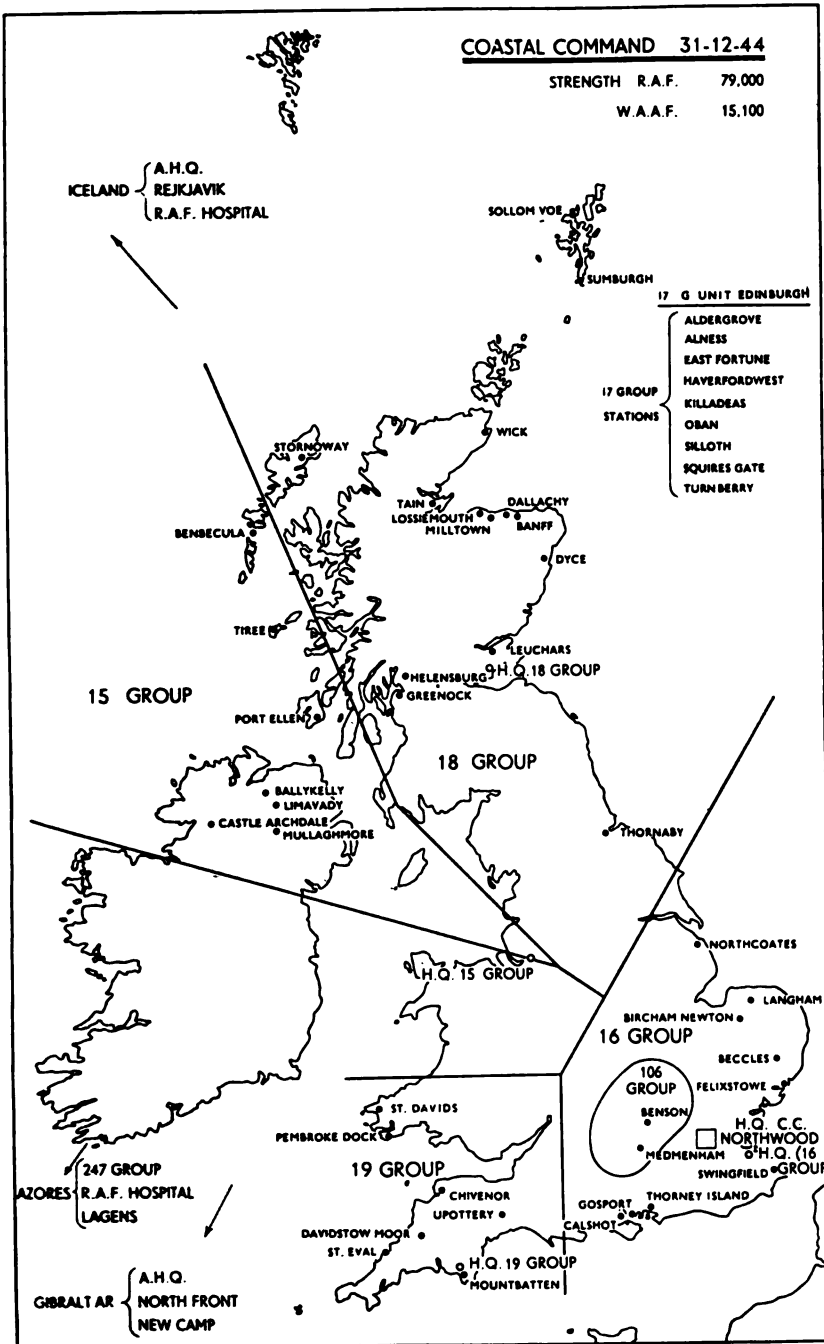 COASTAL COMMAND 31-12-44
STRENGTH R.A.F. 79,000
W.A.A.F. 15,100
ICELAND
A.H.Q.
REJKJAVIK
R.A.F. HOSPITAL
SOLLOM VOE
SUMBURGH
17 G UNIT EDINBURGH
17 GROUP
STATIONS
ALDERGROVE
ALNESS
EAST FORTUNE
HAVERFORDWEST
KILLADEAS
OBAN
SILLOTH
SQUIRES GATE
TURNBERRY
WICK
STORNOWAY
TAIN
DALLACHY
LOSSIEMOUTH
MILLTOWN
BANFF
BENBECULA
DYCE
TIREE
LEUCHARS
HELENSBURG
H.Q. 18 GROUP
GREENOCK
15 GROUP
PORT ELLEN
18 GROUP
BALLYKELLY
LIMAVADY
CASTLE ARCHDALE
MULLAGHMORE
THORNABY
NORTHCOATES
H.Q. 15 GROUP
LANGHAM
BIRCHAM NEWTON
16 GROUP
BECCLES
106
GROUP
FELIXSTOWE
BENSON
ST. DAVIDS
H.Q. C.C.
NORTHWOOD
PEMBROKE DOCK
MEDMENHAM
H.Q. (16
GROUP
SWINGFIELD
19 GROUP
AZORES
247 GROUP
R.A.F. HOSPITAL
LAGENS
CHIVENOR
UPOTTERY
THORNEY ISLAND
GOSPORT
CALSHOT
DAVIDSTOW MOOR
ST. EVAL
H.Q. 19 GROUP
MOUNTBATTEN
GIBRALT AR
A.H.Q.
NORTH FRONT
NEW CAMP